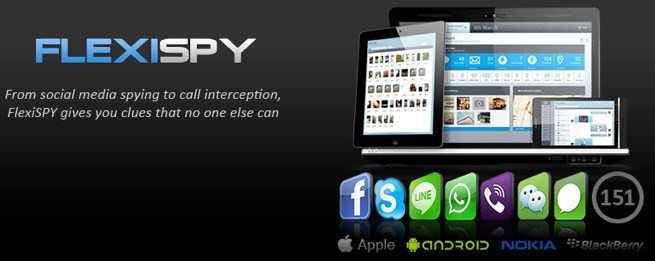 FLEXISPY
From social media spying to call interception,
FlexiSPY gives you clues that no one else can
LINE
151
Apple
ANDROID
NOKIA
BlackBerry